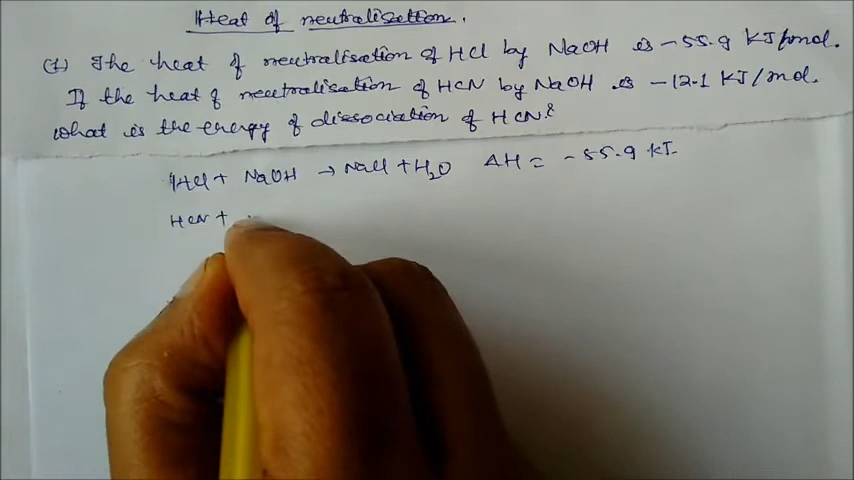 Heat of neutralisation.
(1) The heat of neutralisation of HCl by NaOH is -55.9 KJ/mol.
If the heat of neutralisation of HCN by NaOH is -12.1 KJ/mol.
what is the energy of dissociation of HCN?
HCl + NaOH → NaCl + H₂O ΔH = -55.9 KJ.
HCN +